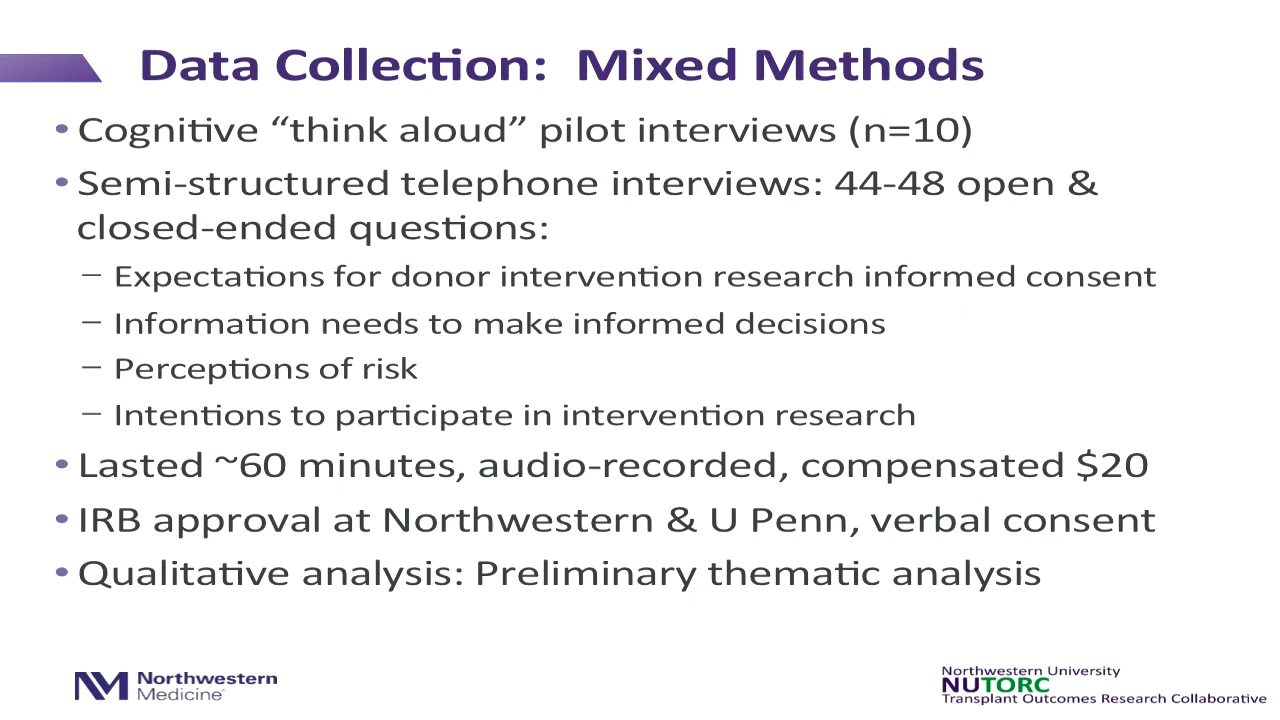 Data Collection:  Mixed Methods
• Cognitive “think aloud” pilot interviews (n=10)
• Semi-structured telephone interviews: 44-48 open &
closed-ended questions:
– Expectations for donor intervention research informed consent
– Information needs to make informed decisions
– Perceptions of risk
– Intentions to participate in intervention research
• Lasted ~60 minutes, audio-recorded, compensated $20
• IRB approval at Northwestern & U Penn, verbal consent
• Qualitative analysis: Preliminary thematic analysis
NM Northwestern
Medicine®
Northwestern University
NUTORC
Transplant Outcomes Research Collaborative